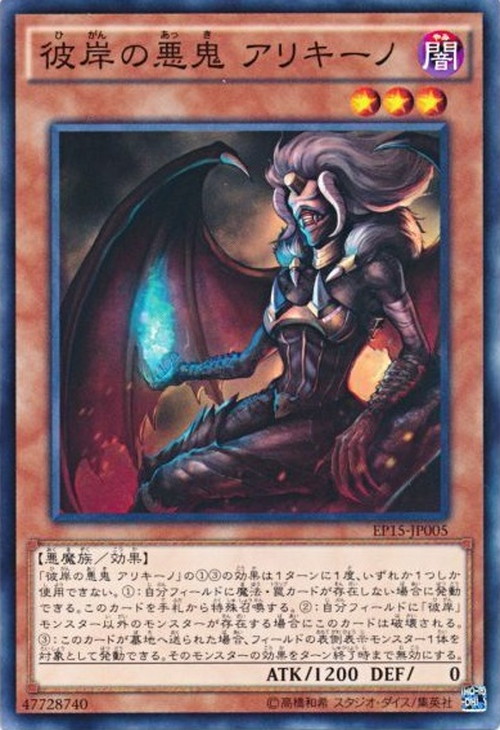 彼岸の悪鬼 アリキーノ
闇
EP15-JP005
【悪魔族/効果】
「彼岸の悪鬼 アリキーノ」の①③の効果は1ターンに1度、いずれか1つしか
使用できない。①:自分フィールドに魔法・罠カードが存在しない場合に発動
できる。このカードを手札から特殊召喚する。②:自分フィールドに「彼岸」
モンスター以外のモンスターが存在する場合にこのカードは破壊される。
③:このカードが墓地へ送られた場合、フィールドの表側表示モンスター1体を
対象として発動できる。そのモンスターの効果をターン終了時まで無効にする。
ATK/1200 DEF/ 0
47728740
©高橋和希 スタジオ・ダイス/集英社